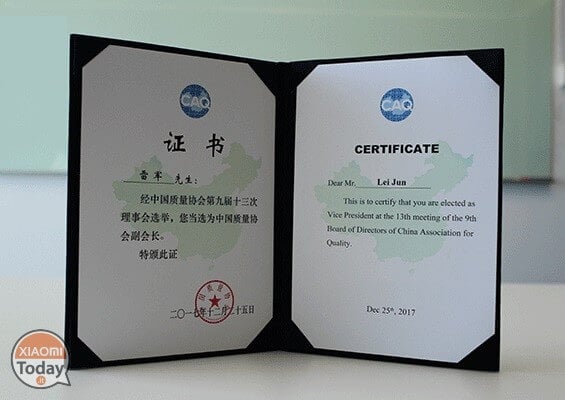 CAQ
证书
雷军 先生：
经中国质量协会第九届十三次
理事会选举，您当选为中国质量协
会副会长。
特颁此证
二〇一七年十二月二十五日
CAQ
CERTIFICATE
Dear Mr. Lei Jun
This is to certify that you are elected as
Vice President at the 13th meeting of the 9th
Board of Directors of China Association for
Quality.
Dec 25th, 2017
XIAOMI
Today
.it